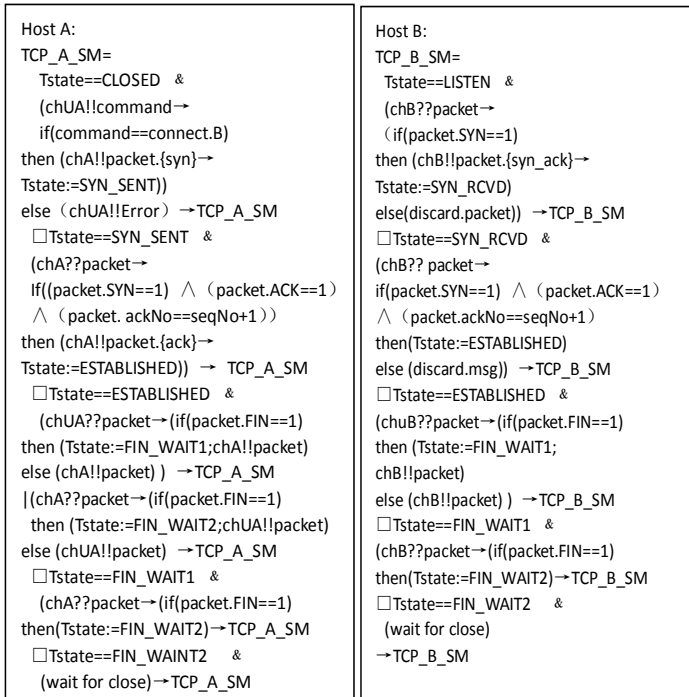 Host A:
TCP_A_SM=
Tstate==CLOSED &
(chUA!!command→
if(command==connect.B)
then (chA!!packet.{syn}→
Tstate:=SYN_SENT))
else（chUA!!Error) →TCP_A_SM
□Tstate==SYN_SENT &
(chA??packet→
If((packet.SYN==1) ∧（packet.ACK==1）
∧（packet. ackNo==seqNo+1））
then (chA!!packet.{ack}→
Tstate:=ESTABLISHED)) → TCP_A_SM
□Tstate==ESTABLISHED &
(chUA??packet→(if(packet.FIN==1)
then (Tstate:=FIN_WAIT1;chA!!packet)
else (chA!!packet) ) →TCP_A_SM
|(chA??packet→(if(packet.FIN==1)
then (Tstate:=FIN_WAIT2;chUA!!packet)
else (chUA!!packet) →TCP_A_SM
□Tstate==FIN_WAIT1 &
(chA??packet→(if(packet.FIN==1)
then(Tstate:=FIN_WAIT2)→TCP_A_SM
□Tstate==FIN_WAINT2 &
(wait for close)→TCP_A_SM
Host B:
TCP_B_SM=
Tstate==LISTEN &
(chB??packet→
（if(packet.SYN==1)
then (chB!!packet.{syn_ack}→
Tstate:=SYN_RCVD)
else(discard.packet)) →TCP_B_SM
□Tstate==SYN_RCVD &
(chB?? packet→
if(packet.SYN==1) ∧（packet.ACK==1）
∧（packet.ackNo==seqNo+1）
then(Tstate:=ESTABLISHED)
else (discard.msg)) →TCP_B_SM
□Tstate==ESTABLISHED &
(chuB??packet→(if(packet.FIN==1)
then (Tstate:=FIN_WAIT1;
chB!!packet)
else (chB!!packet) ) →TCP_B_SM
□Tstate==FIN_WAIT1 &
(chB??packet→(if(packet.FIN==1)
then(Tstate:=FIN_WAIT2)→TCP_B_SM
□Tstate==FIN_WAIT2 &
(wait for close)
→TCP_B_SM